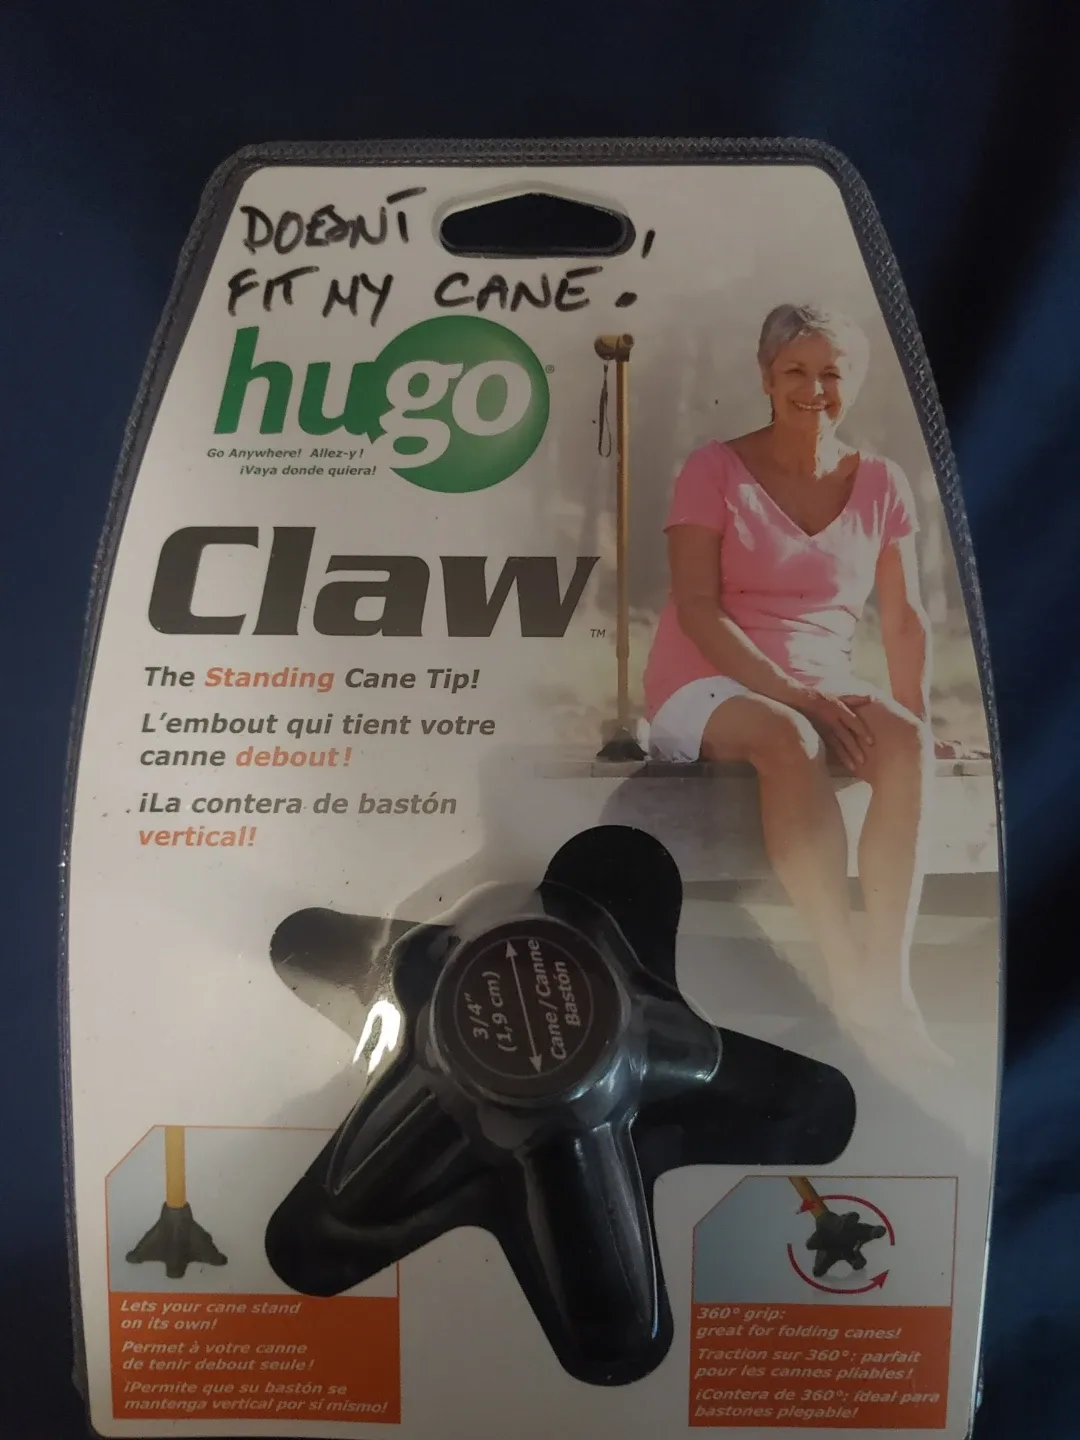 DOESN'T
FIT MY CANE!
hugo®
Go Anywhere! Allez-y!
¡Vaya donde quiera!
Claw™
The Standing Cane Tip!
L'embout qui tient votre
canne debout!
¡La contera de bastón
vertical!
3/4"
(1,9 cm)
Cane/Canne
Bastón
Lets your cane stand
on its own!
Permet à votre canne
de tenir debout seule!
¡Permite que su bastón se
mantenga vertical por sí mismo!
360° grip:
great for folding canes!
Traction sur 360°: parfait
pour les cannes pliables!
¡Contera de 360°: ideal para
bastones plegable!